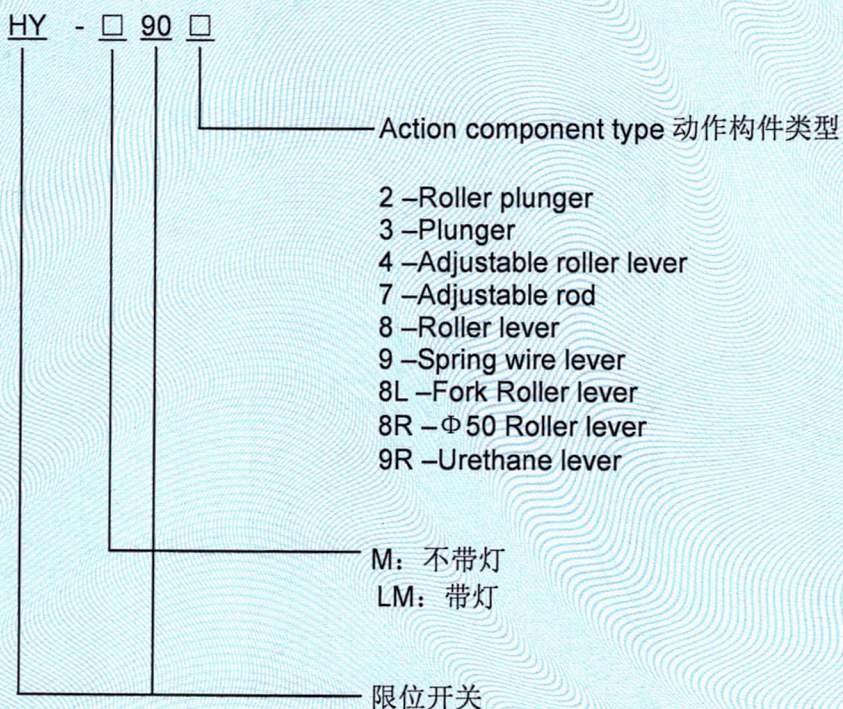 HY - □ 90 □
Action component type 动作构件类型
2 –Roller plunger
3 –Plunger
4 –Adjustable roller lever
7 –Adjustable rod
8 –Roller lever
9 –Spring wire lever
8L –Fork Roller lever
8R –Φ50 Roller lever
9R –Urethane lever
M：不带灯
LM：带灯
限位开关